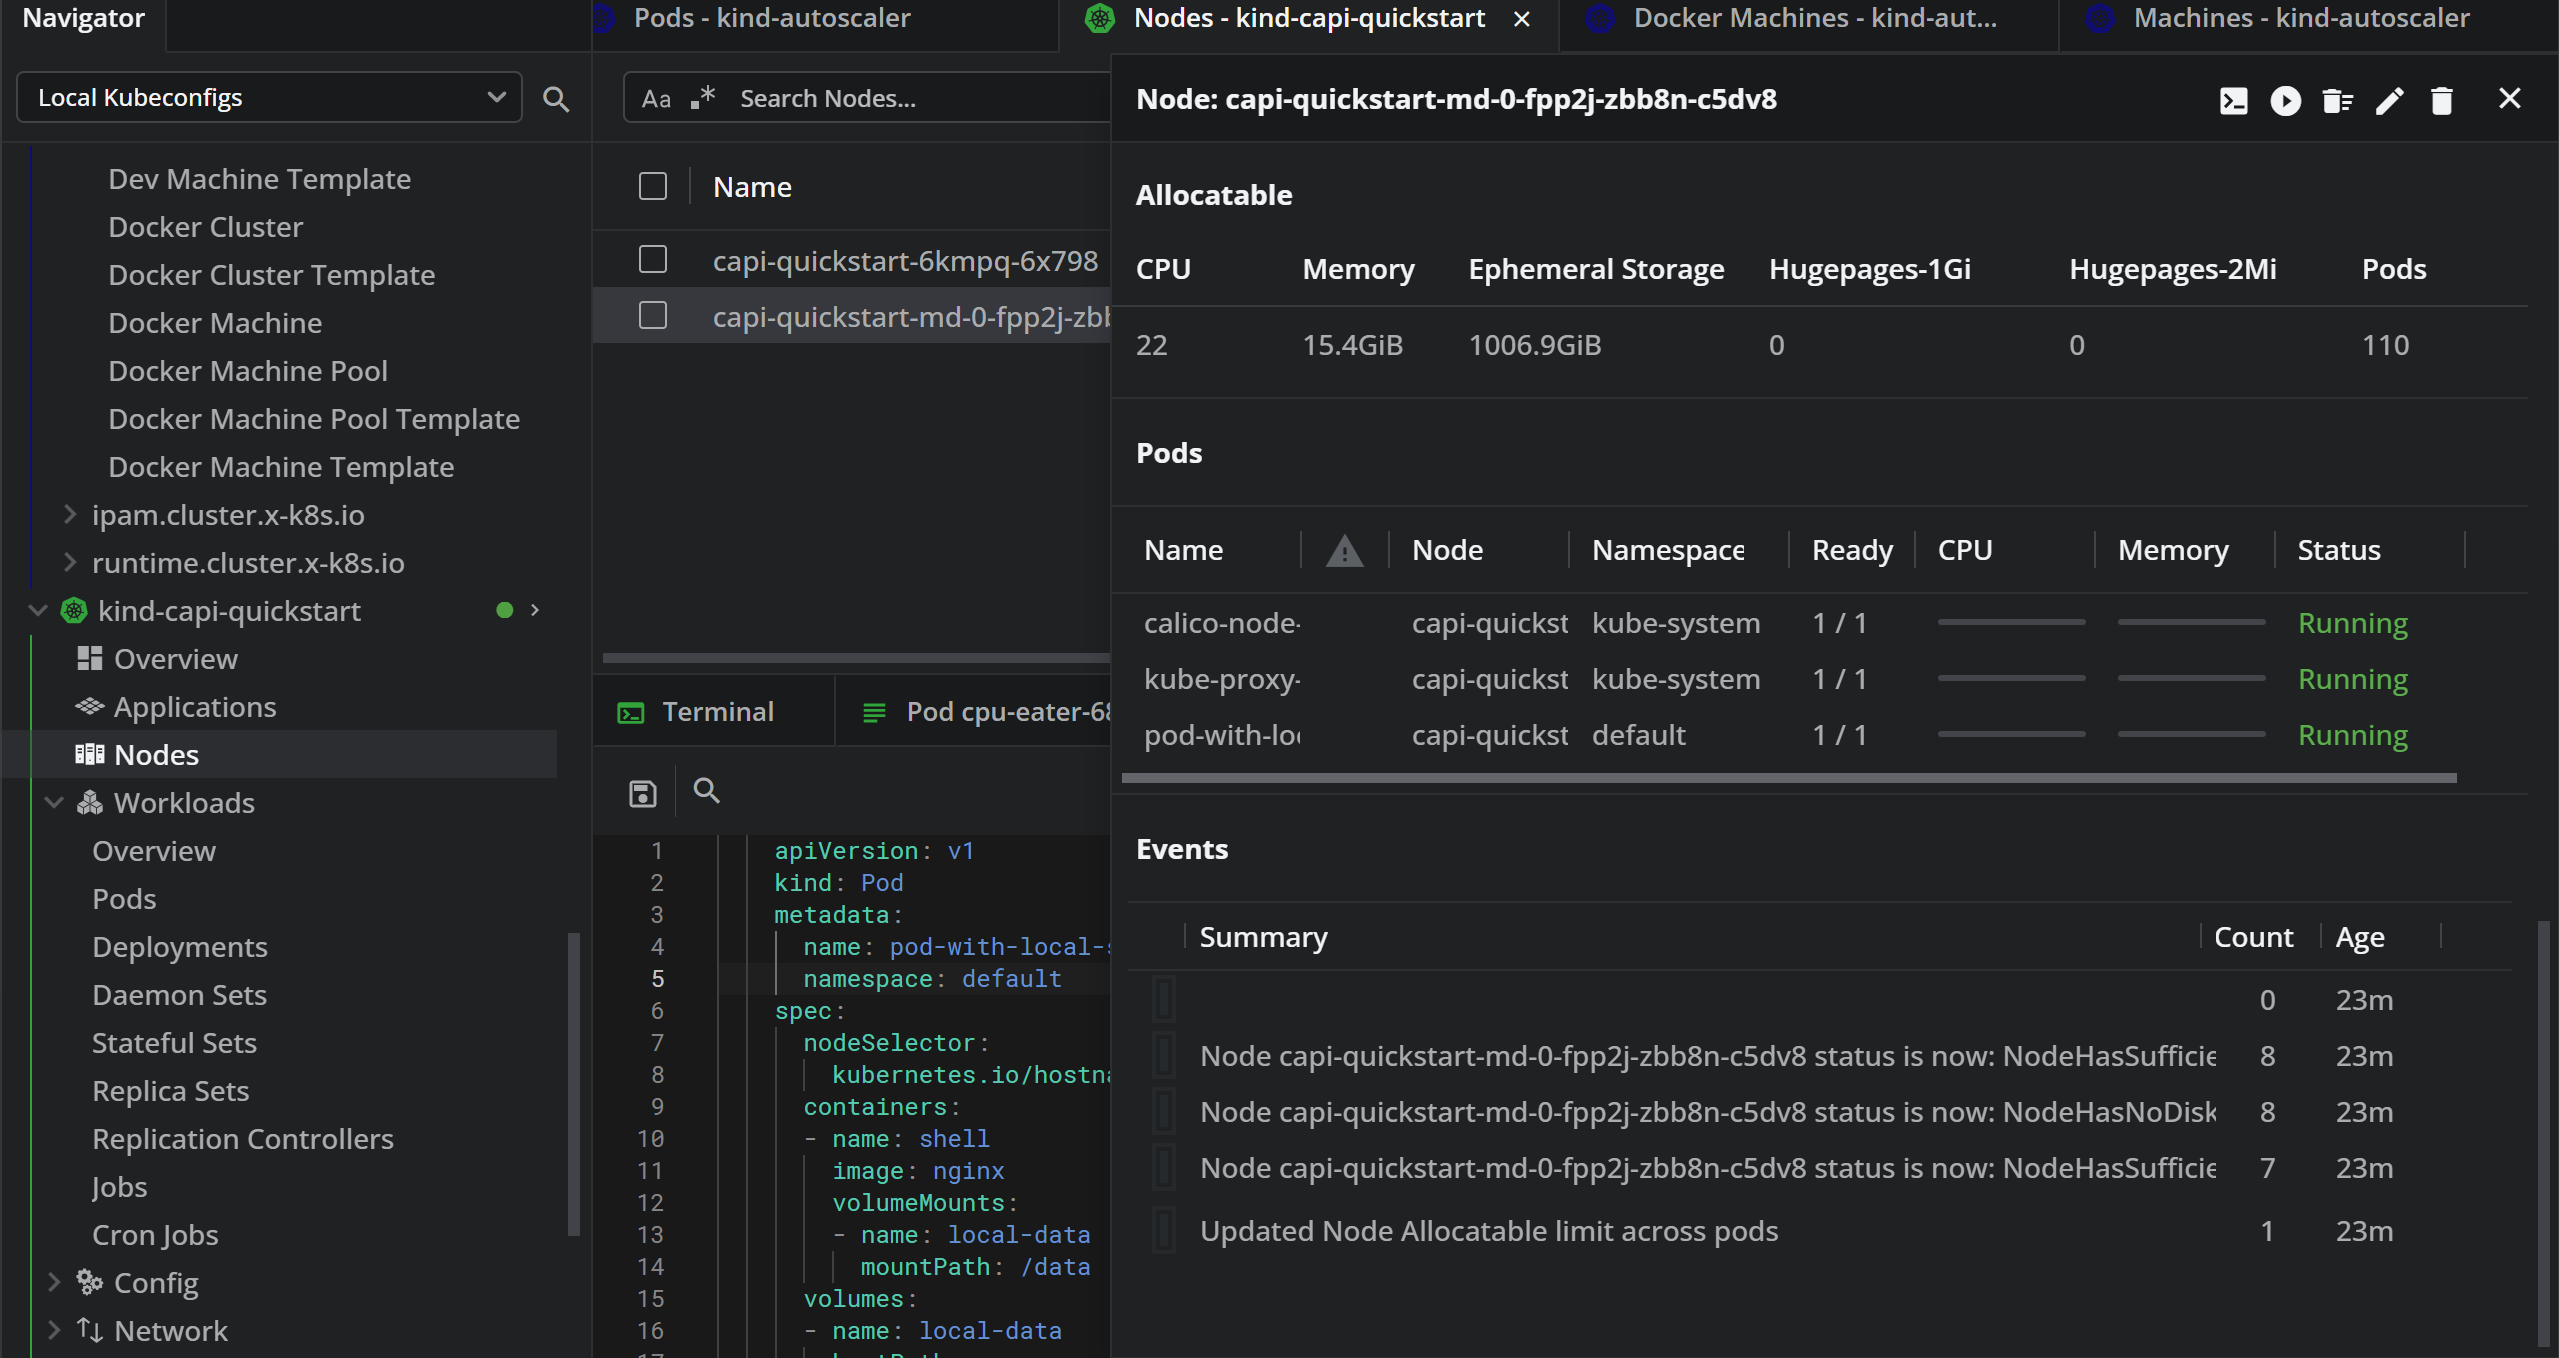 Navigator
Pods - kind-autoscaler
Nodes - kind-capi-quickstart
Docker Machines - kind-aut...
Machines - kind-autoscaler
Local Kubeconfigs
Dev Machine Template
Docker Cluster
Docker Cluster Template
Docker Machine
Docker Machine Pool
Docker Machine Pool Template
Docker Machine Template
ipam.cluster.x-k8s.io
runtime.cluster.x-k8s.io
kind-capi-quickstart
Overview
Applications
Nodes
Workloads
Overview
Pods
Deployments
Daemon Sets
Stateful Sets
Replica Sets
Replication Controllers
Jobs
Cron Jobs
Config
Network
Aa .* Search Nodes...
Name
capi-quickstart-6kmpq-6x798
capi-quickstart-md-0-fpp2j-zbb
Terminal
Pod cpu-eater-68
1 apiVersion: v1
2 kind: Pod
3 metadata:
4 name: pod-with-local-s
5 namespace: default
6 spec:
7 nodeSelector:
8 kubernetes.io/hostna
9 containers:
10 - name: shell
11 image: nginx
12 volumeMounts:
13 - name: local-data
14 mountPath: /data
15 volumes:
16 - name: local-data
Node: capi-quickstart-md-0-fpp2j-zbb8n-c5dv8
Allocatable
CPU Memory Ephemeral Storage Hugepages-1Gi Hugepages-2Mi Pods
22 15.4GiB 1006.9GiB 0 0 110
Pods
Name Node Namespace Ready CPU Memory Status
calico-node- capi-quickst kube-system 1 / 1 Running
kube-proxy- capi-quickst kube-system 1 / 1 Running
pod-with-loc capi-quickst default 1 / 1 Running
Events
Summary Count Age
0 23m
Node capi-quickstart-md-0-fpp2j-zbb8n-c5dv8 status is now: NodeHasSufficie 8 23m
Node capi-quickstart-md-0-fpp2j-zbb8n-c5dv8 status is now: NodeHasNoDisk 8 23m
Node capi-quickstart-md-0-fpp2j-zbb8n-c5dv8 status is now: NodeHasSufficie 7 23m
Updated Node Allocatable limit across pods 1 23m